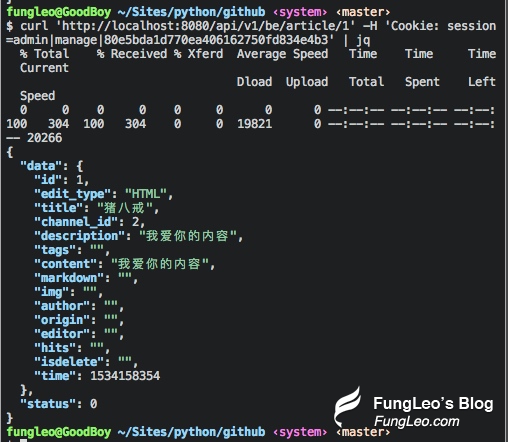 fungleo@GoodBoy ~/Sites/python/github ‹system› ‹master›
$ curl 'http://localhost:8080/api/v1/be/article/1' -H 'Cookie: session
=admin|manage|80e5bda1d770ea406162750fd834e4b3' | jq
% Total % Received % Xferd Average Speed Time Time Time
Current
Dload Upload Total Spent Left
Speed
0 0 0 0 0 0 0 0 --:--:-- --:--:-- --:--:
100 304 100 304 0 0 19821 0 --:--:-- --:--:-- --:--:
-- 20266
{
"data": {
"id": 1,
"edit_type": "HTML",
"title": "猪八戒",
"channel_id": 2,
"description": "我爱你的内容",
"tags": "",
"content": "我爱你的内容",
"markdown": "",
"img": "",
"author": "",
"origin": "",
"editor": "",
"hits": "",
"isdelete": "",
"time": 1534158354
},
"status": 0
}
fungleo@GoodBoy ~/Sites/python/github ‹system› ‹master›
FungLeo's Blog
FungLeo.com